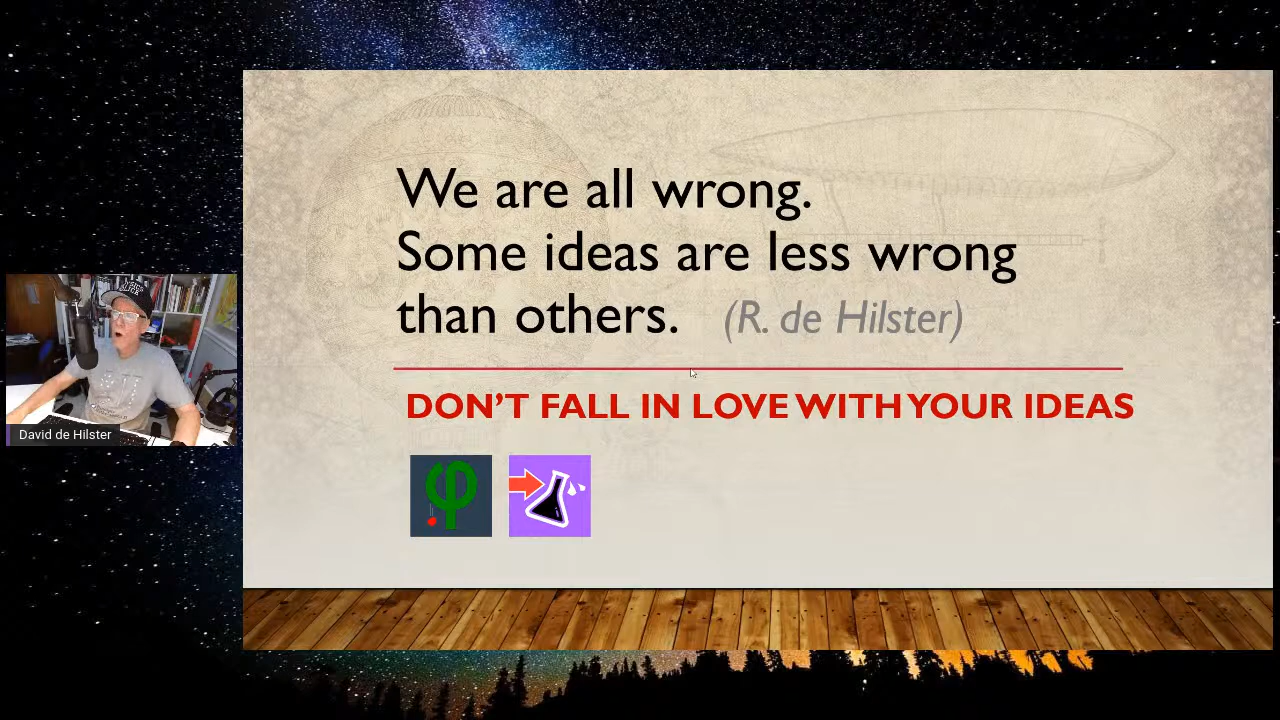 We are all wrong.
Some ideas are less wrong
than others. (R. de Hilster)
DON'T FALL IN LOVE WITH YOUR IDEAS
φ
David de Hilster